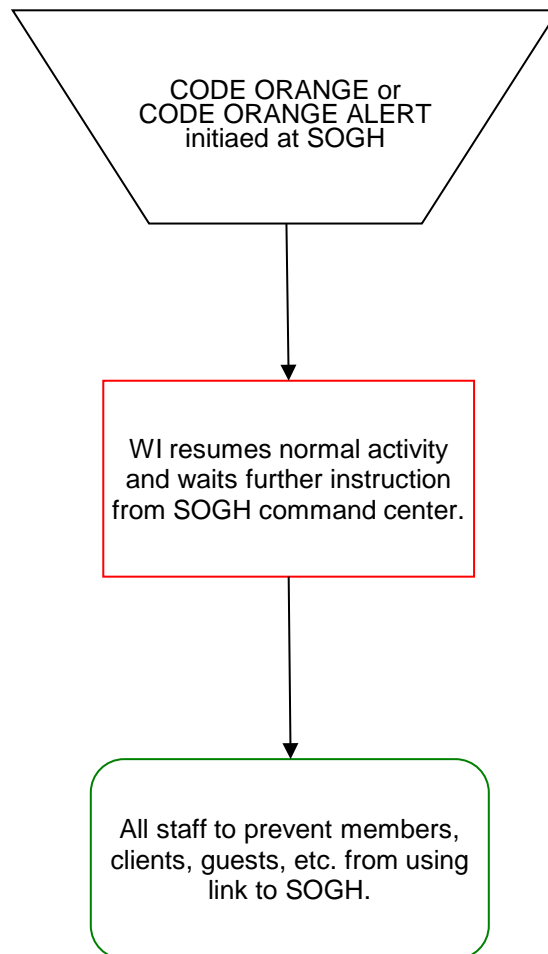 CODE ORANGE or
CODE ORANGE ALERT
initiaed at SOGH
WI resumes normal activity
and waits further instruction
from SOGH command center.
All staff to prevent members,
clients, guests, etc. from using
link to SOGH.